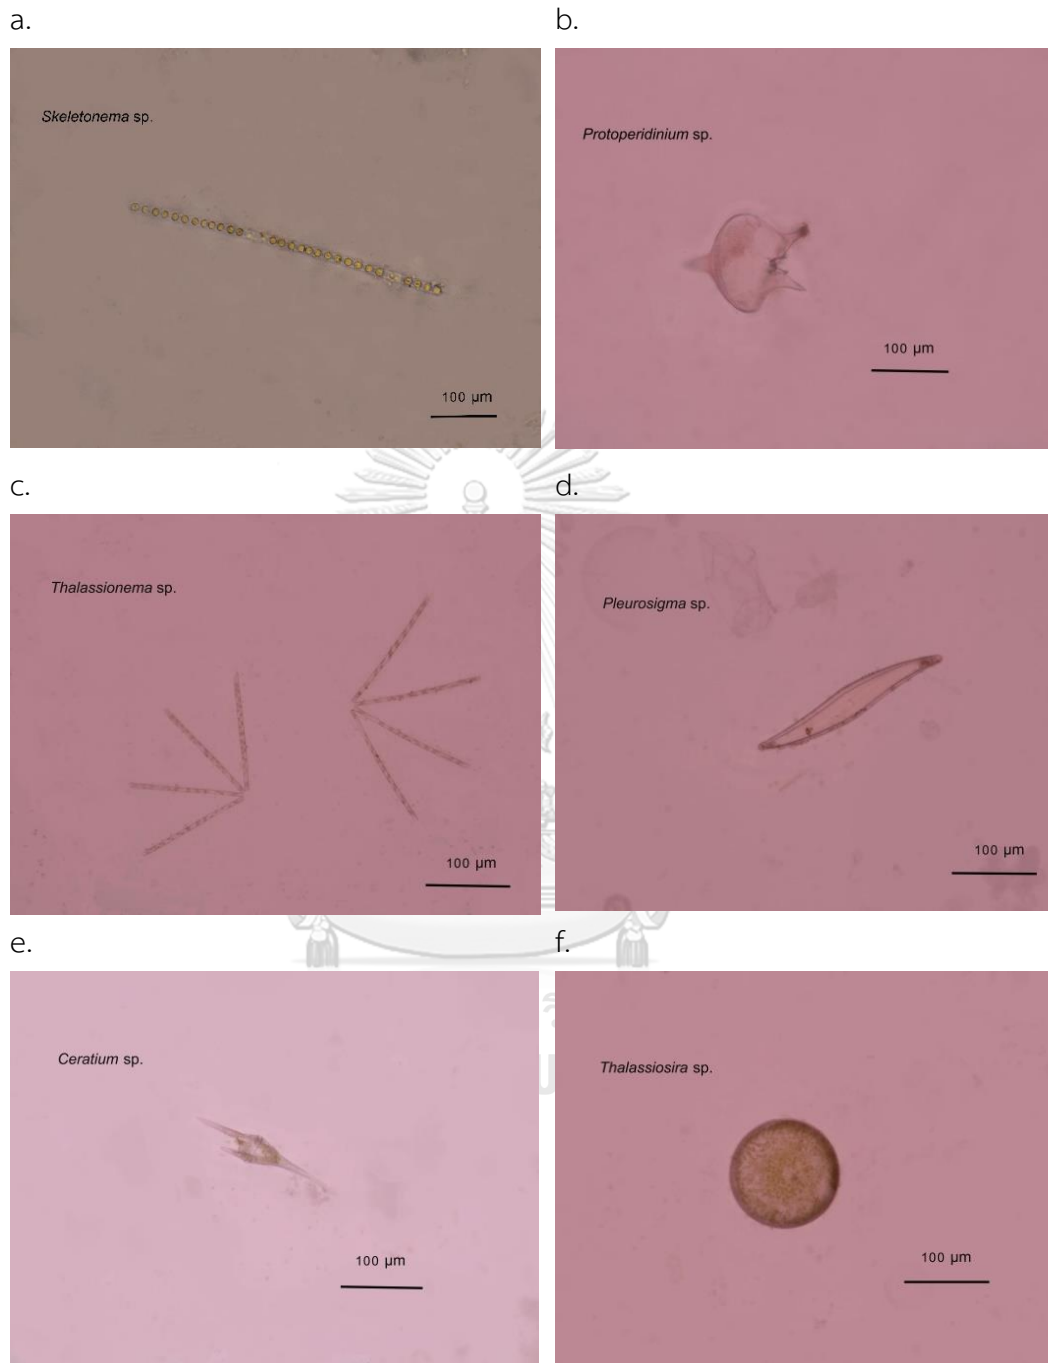 a.
b.
Skeletonema sp.
Protoperidinium sp.
100 µm
100 µm
c.
d.
Thalassionema sp.
Pleurosigma sp.
100 µm
100 µm
e.
f.
Ceratium sp.
Thalassiosira sp.
100 µm
100 µm